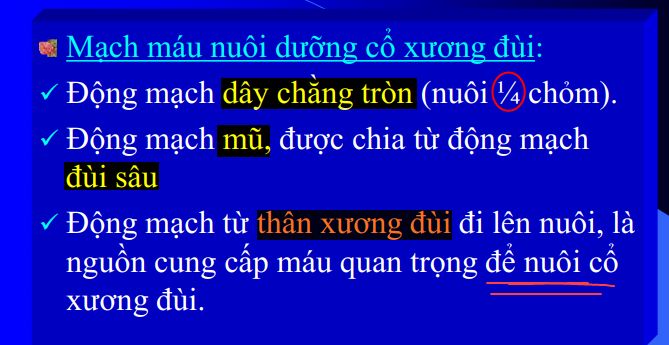 Mạch máu nuôi dưỡng cổ xương đùi:
Động mạch dây chằng tròn (nuôi ¼ chỏm).
Động mạch mũ, được chia từ động mạch
đùi sâu
Động mạch từ thân xương đùi đi lên nuôi, là
nguồn cung cấp máu quan trọng để nuôi cổ
xương đùi.